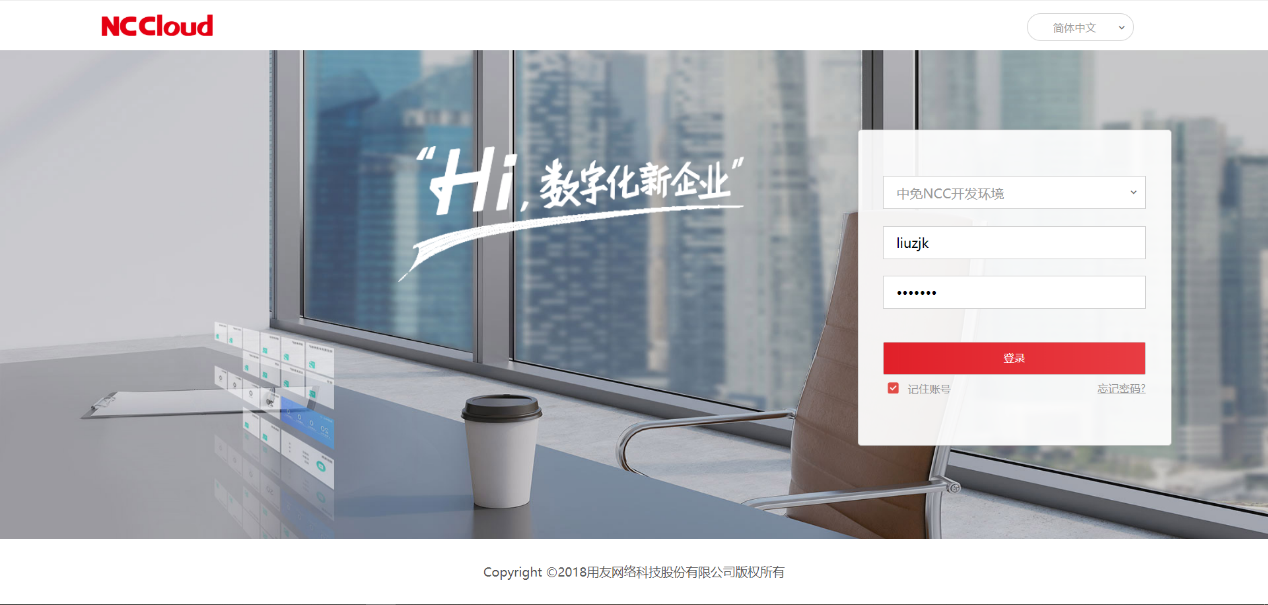 NCCloud
简体中文
“Hi，数字化新企业”
中免NCC开发环境
liuzjk
•••••••
登录
记住账号 忘记密码?
Copyright ©2018用友网络科技股份有限公司版权所有